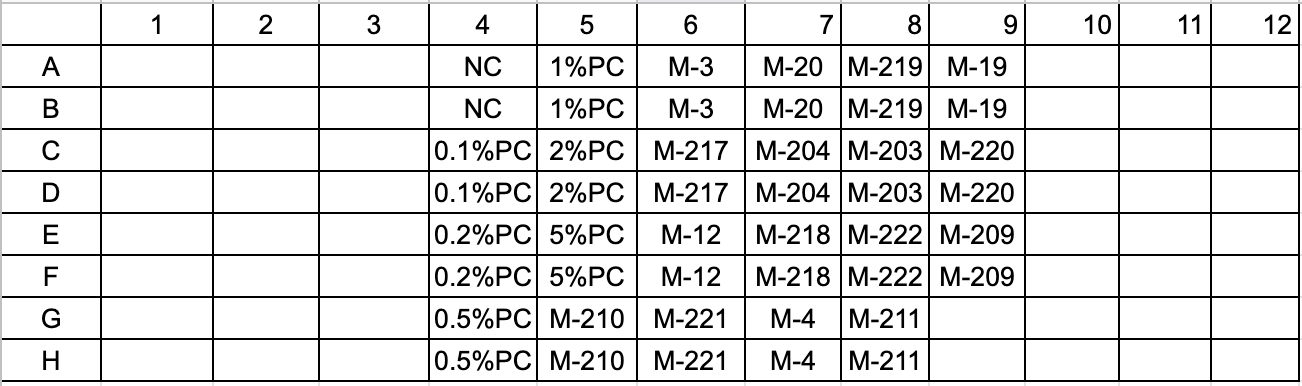 1 2 3 4 5 6 7 8 9 10 11 12
A NC 1%PC M-3 M-20 M-219 M-19
B NC 1%PC M-3 M-20 M-219 M-19
C 0.1%PC 2%PC M-217 M-204 M-203 M-220
D 0.1%PC 2%PC M-217 M-204 M-203 M-220
E 0.2%PC 5%PC M-12 M-218 M-222 M-209
F 0.2%PC 5%PC M-12 M-218 M-222 M-209
G 0.5%PC M-210 M-221 M-4 M-211
H 0.5%PC M-210 M-221 M-4 M-211